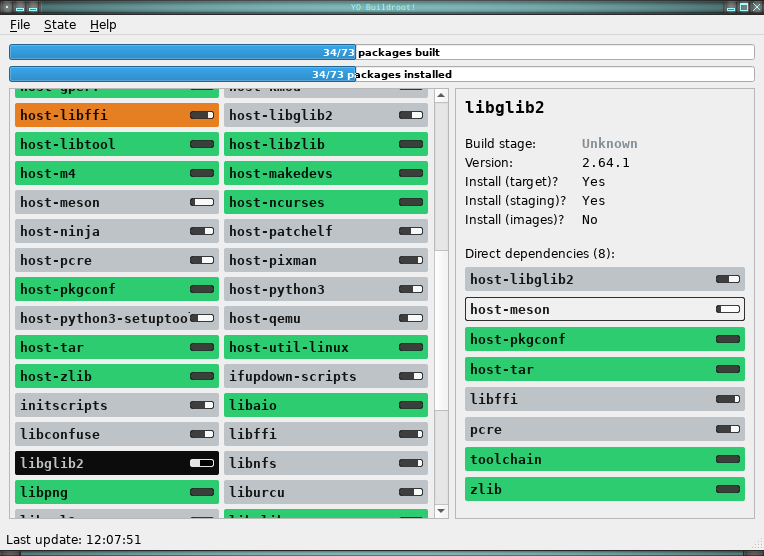 YO Buildroot!
File State Help
34/73 packages built
34/73 packages installed
host-libffi host-libglib2
host-libtool host-libzlib
host-m4 host-makedevs
host-meson host-ncurses
host-ninja host-patchelf
host-pcre host-pixman
host-pkgconf host-python3
host-python3-setuptoo host-qemu
host-tar host-util-linux
host-zlib ifupdown-scripts
initscripts libaio
libconfuse libffi
libglib2 libnfs
libpng liburcu
libglib2
Build stage: Unknown
Version: 2.64.1
Install (target)? Yes
Install (staging)? Yes
Install (images)? No
Direct dependencies (8):
host-libglib2
host-meson
host-pkgconf
host-tar
libffi
pcre
toolchain
zlib
Last update: 12:07:51